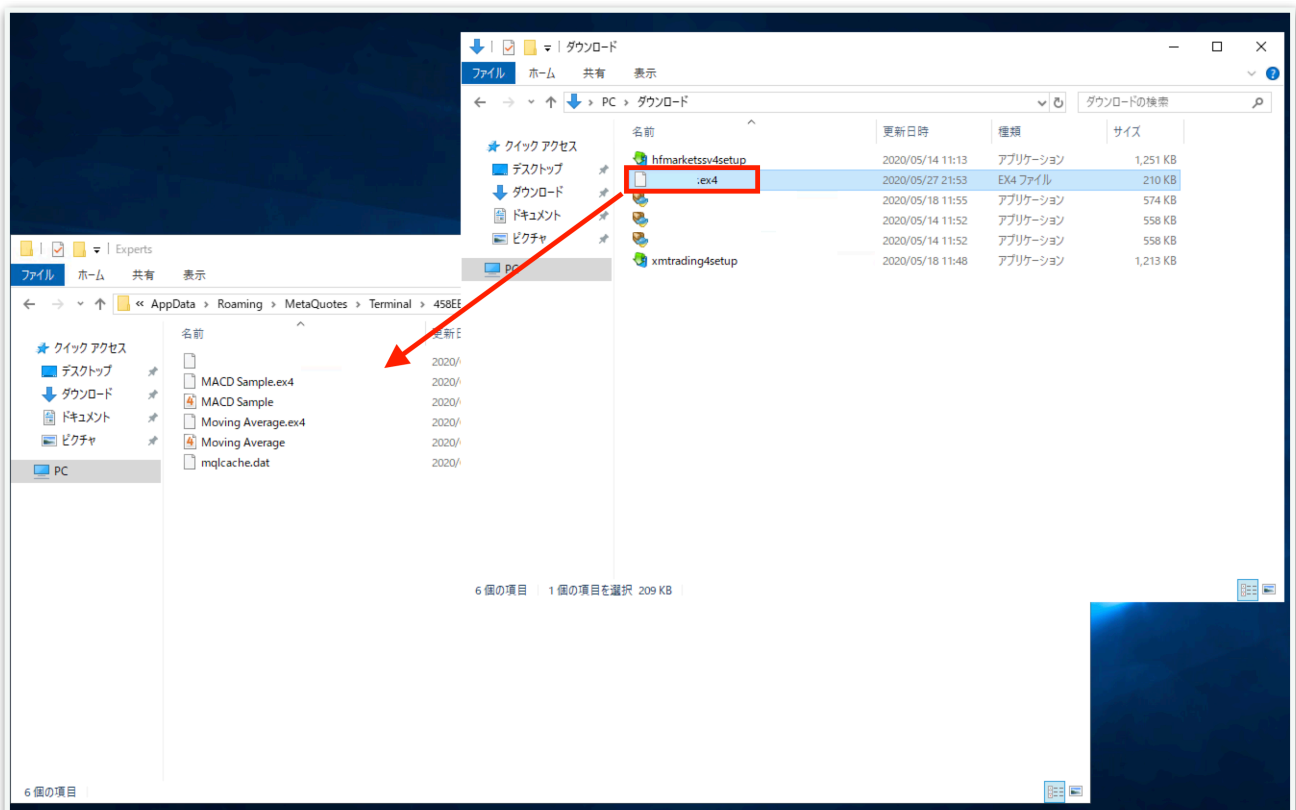 ダウンロード
ファイル ホーム 共有 表示
PC › ダウンロード ダウンロードの検索
名前 更新日時 種類 サイズ
クイック アクセス
デスクトップ
ダウンロード
ドキュメント
ピクチャ
PC
hfmarketssv4setup 2020/05/14 11:13 アプリケーション 1,251 KB
.ex4 2020/05/27 21:53 EX4 ファイル 210 KB
2020/05/18 11:55 アプリケーション 574 KB
2020/05/14 11:52 アプリケーション 558 KB
2020/05/14 11:52 アプリケーション 558 KB
xmtrading4setup 2020/05/18 11:48 アプリケーション 1,213 KB
6 個の項目 1 個の項目を選択 209 KB
Experts
ファイル ホーム 共有 表示
« AppData › Roaming › MetaQuotes › Terminal ›
名前
クイック アクセス
デスクトップ
ダウンロード
ドキュメント
ピクチャ
PC
2020/
MACD Sample.ex4 2020/
MACD Sample 2020/
Moving Average.ex4 2020/
Moving Average 2020/
mqlcache.dat 2020/
6 個の項目